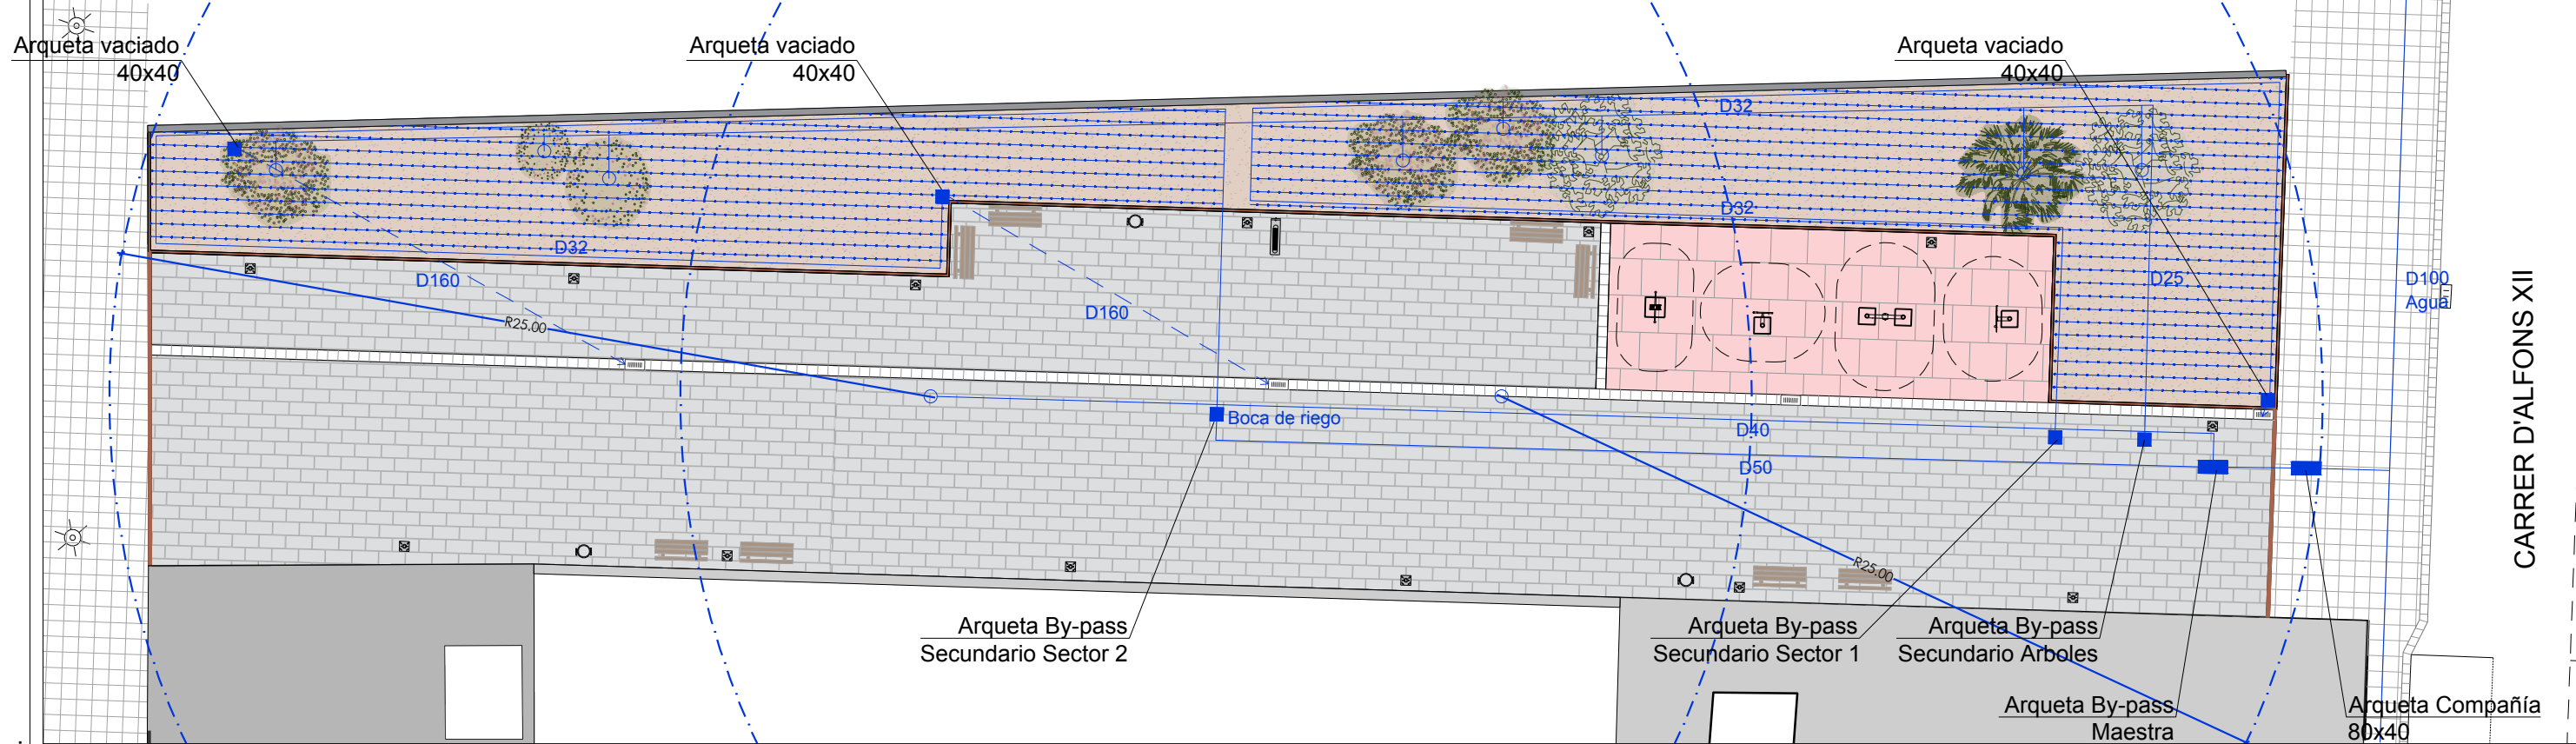 Arqueta vaciado
40x40
Arqueta vaciado
40x40
Arqueta vaciado
40x40
D32
D32
D32
D160
D160
D25
D100
Agua
R25.00
Boca de riego
D40
D50
R25.00
CARRER D'ALFONS XII
Arqueta By-pass
Secundario Sector 2
Arqueta By-pass
Secundario Sector 1
Arqueta By-pass
Secundario Arboles
Arqueta By-pass
Maestra
Arqueta Compañía
80x40